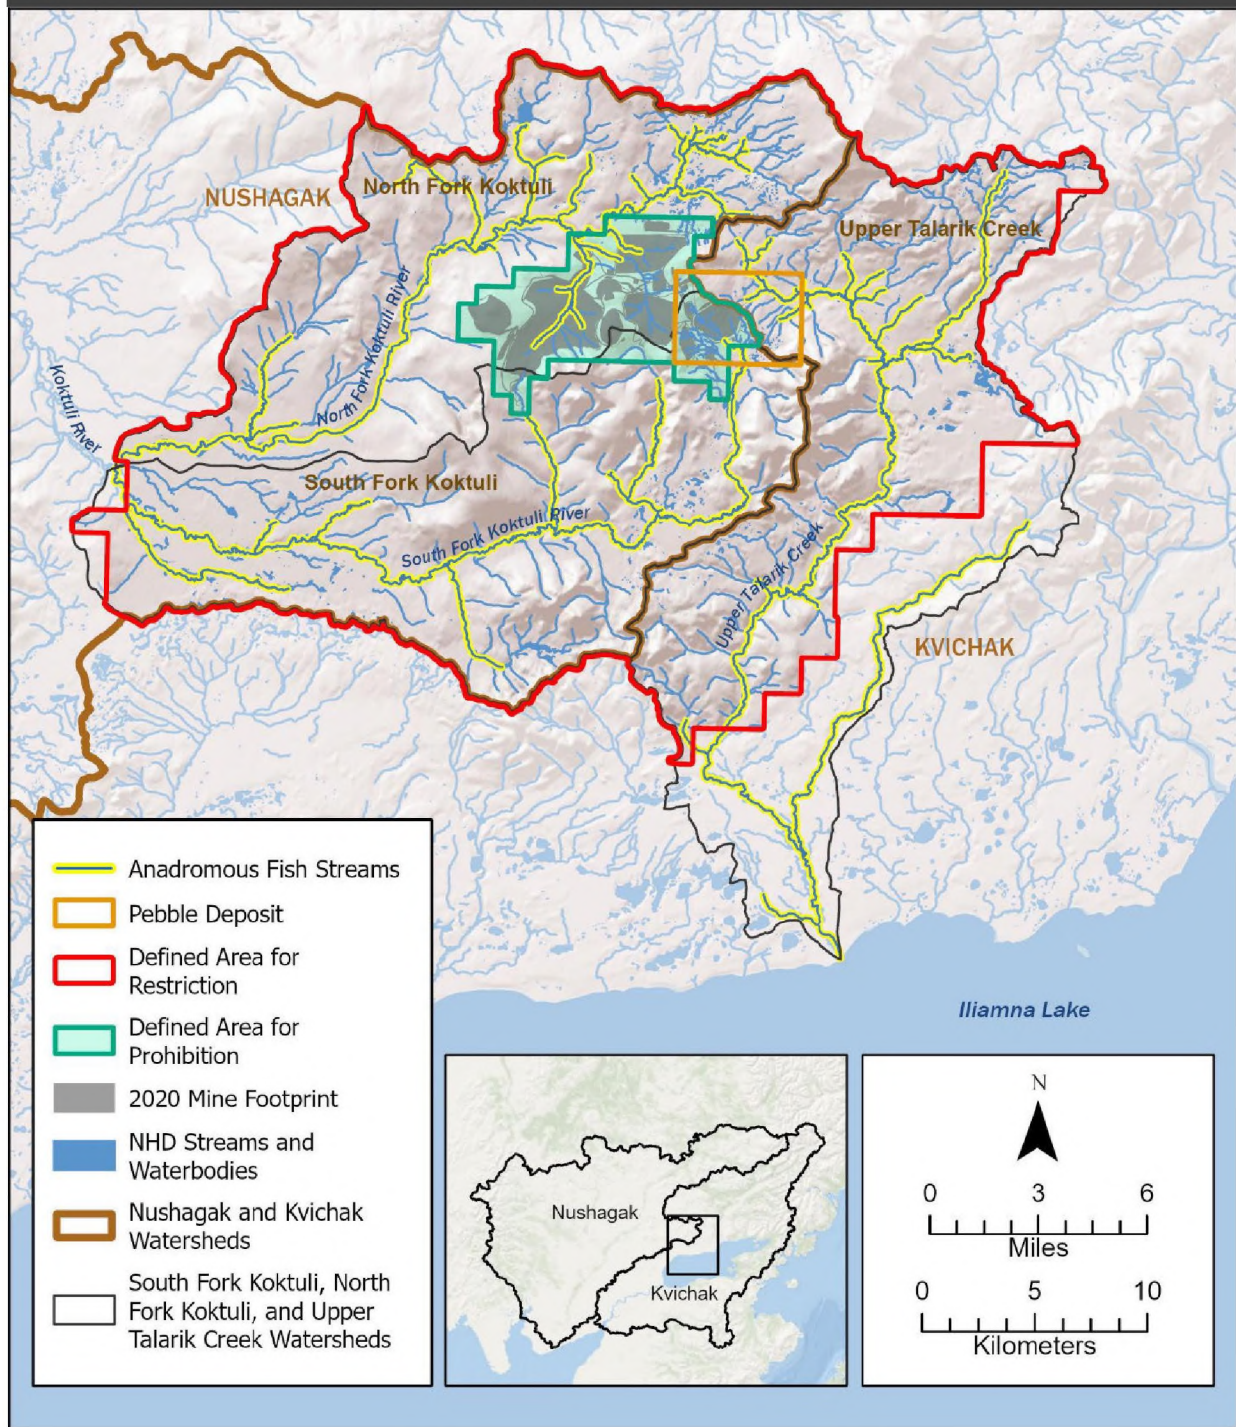 NUSHAGAK
North Fork Koktuli
Upper Talarik Creek
North Fork Koktuli River
Koktuli River
South Fork Koktuli
South Fork Koktuli River
Upper Talarik Creek
KVICHAK
Iliamna Lake
Anadromous Fish Streams
Pebble Deposit
Defined Area for
Restriction
Defined Area for
Prohibition
2020 Mine Footprint
NHD Streams and
Waterbodies
Nushagak and Kvichak
Watersheds
South Fork Koktuli, North
Fork Koktuli, and Upper
Talarik Creek Watersheds
Nushagak
Kvichak
N
0 3 6
Miles
0 5 10
Kilometers